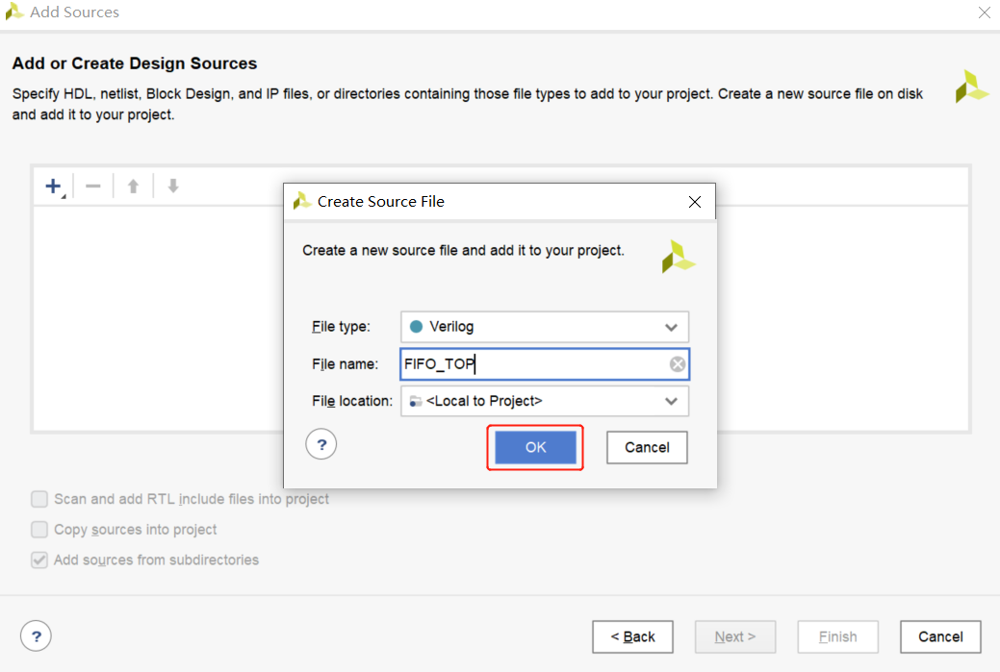 Add Sources
Add or Create Design Sources
Specify HDL, netlist, Block Design, and IP files, or directories containing those file types to add to your project. Create a new source file on disk
and add it to your project.
Create Source File
Create a new source file and add it to your project.
File type:
Verilog
File name:
FIFO_TOP
File location:
<Local to Project>
?
OK
Cancel
Scan and add RTL include files into project
Copy sources into project
Add sources from subdirectories
?
< Back
Next >
Finish
Cancel